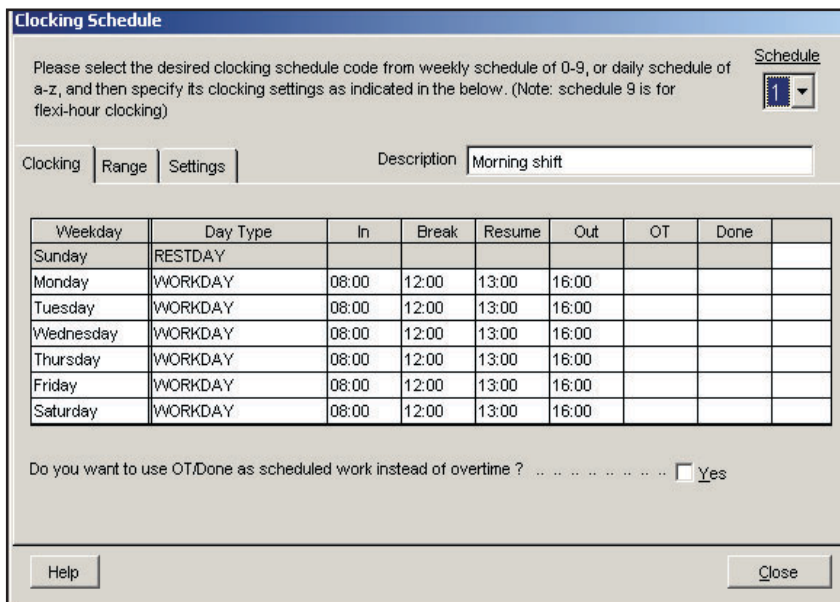 Clocking Schedule
Please select the desired clocking schedule code from weekly schedule of 0-9, or daily schedule of
a-z, and then specify its clocking settings as indicated in the below. (Note: schedule 9 is for
flexi-hour clocking)
Schedule
1
Clocking Range Settings
Description Morning shift
Weekday Day Type In Break Resume Out OT Done
Sunday RESTDAY
Monday WORKDAY 08:00 12:00 13:00 16:00
Tuesday WORKDAY 08:00 12:00 13:00 16:00
Wednesday WORKDAY 08:00 12:00 13:00 16:00
Thursday WORKDAY 08:00 12:00 13:00 16:00
Friday WORKDAY 08:00 12:00 13:00 16:00
Saturday WORKDAY 08:00 12:00 13:00 16:00
Do you want to use OT/Done as scheduled work instead of overtime ? .. .. .. .. .. .. .. .. .. Yes
Help Close